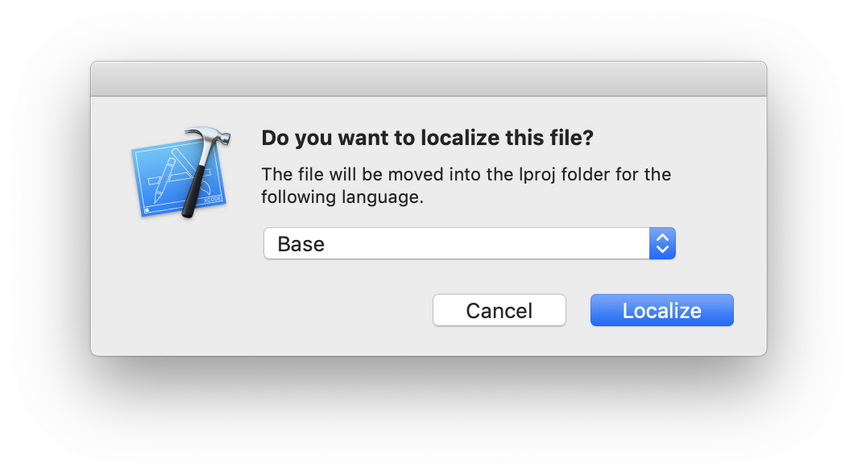 Do you want to localize this file?
The file will be moved into the lproj folder for the
following language.
Base
Cancel
Localize